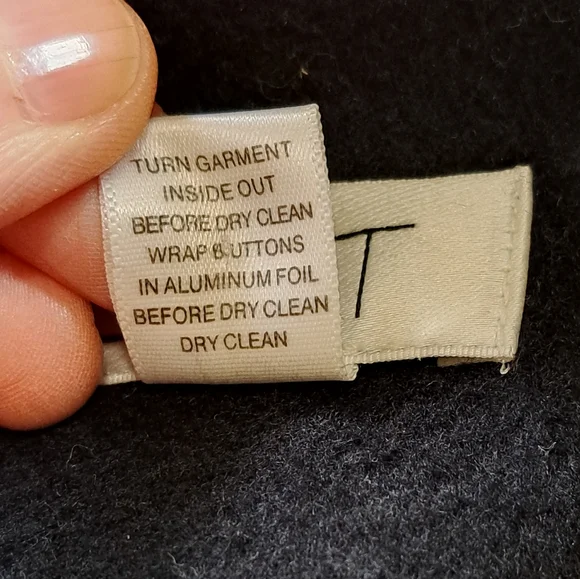 TURN GARMENT
INSIDE OUT
BEFORE DRY CLEAN
WRAP BUTTONS
IN ALUMINUM FOIL
BEFORE DRY CLEAN
DRY CLEAN
T